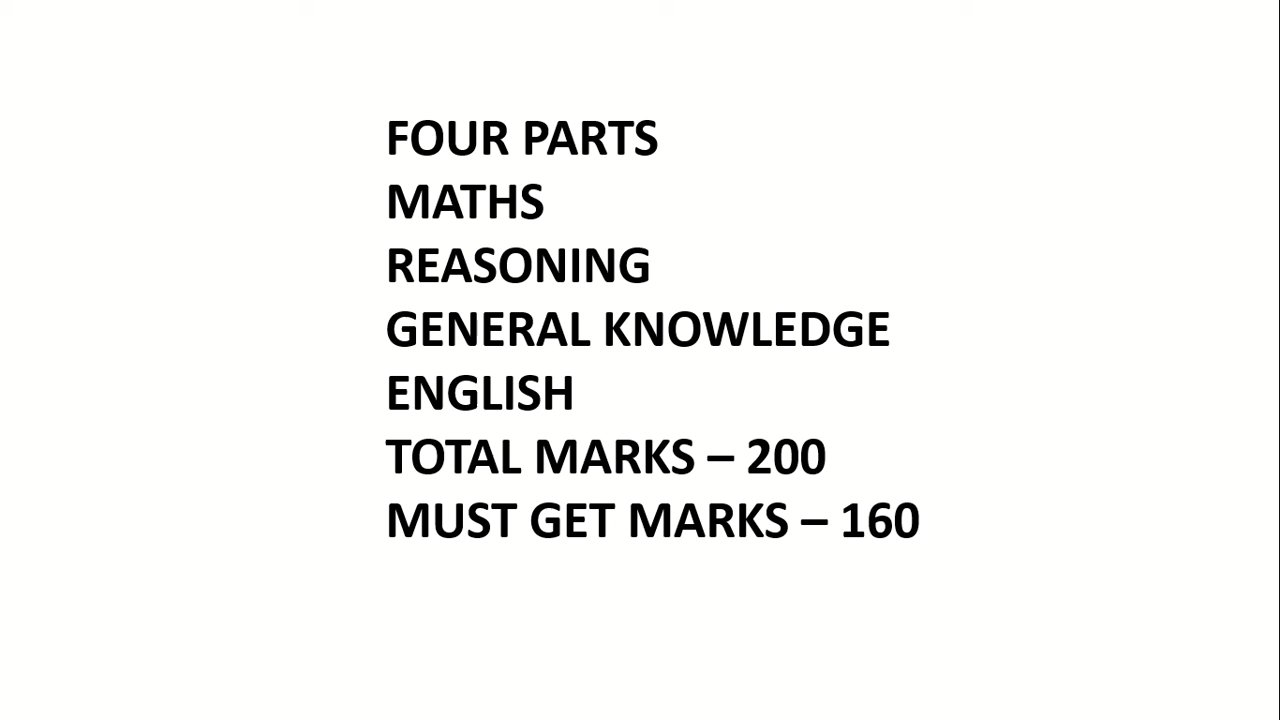 FOUR PARTS
MATHS
REASONING
GENERAL KNOWLEDGE
ENGLISH
TOTAL MARKS – 200
MUST GET MARKS – 160